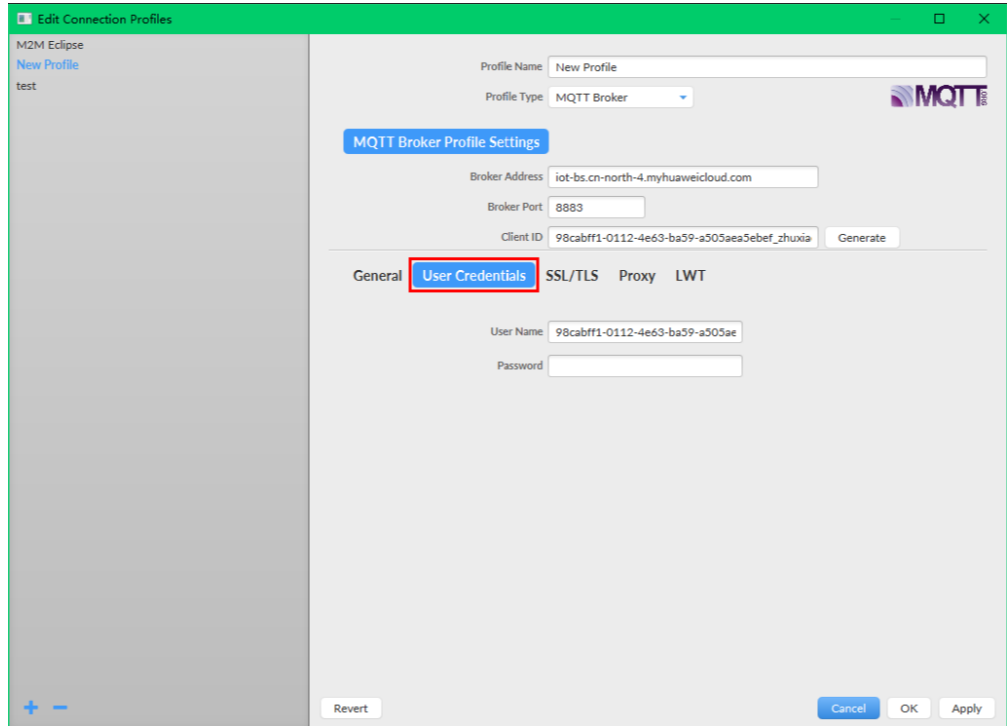 Edit Connection Profiles
M2M Eclipse
New Profile
test
Profile Name New Profile
Profile Type MQTT Broker
MQTT
MQTT Broker Profile Settings
Broker Address iot-bs.cn-north-4.myhuaweicloud.com
Broker Port 8883
Client ID 98cabff1-0112-4e63-ba59-a505aea5ebef_zhuxia Generate
General User Credentials SSL/TLS Proxy LWT
User Name 98cabff1-0112-4e63-ba59-a505ae
Password
Revert Cancel OK Apply